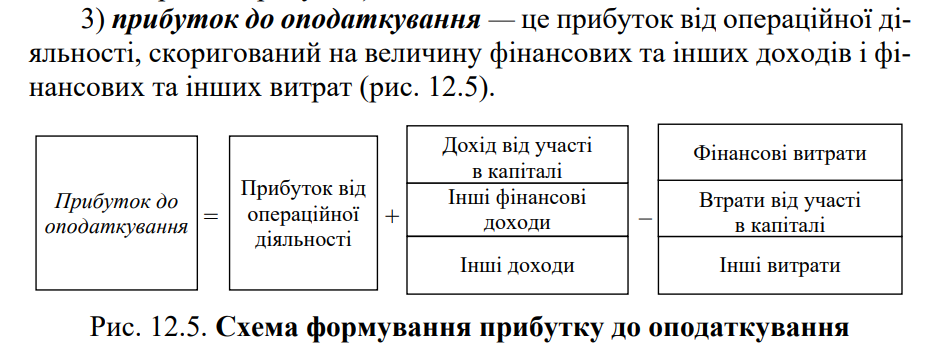 3) прибуток до оподаткування — це прибуток від операційної ді-
яльності, скоригований на величину фінансових та інших доходів і фі-
нансових та інших витрат (рис. 12.5).
Прибуток до
оподаткування
=
Прибуток від
операційної
діяльності
+
Дохід від участі
в капіталі
Інші фінансові
доходи
Інші доходи
–
Фінансові витрати
Втрати від участі
в капіталі
Інші витрати
Рис. 12.5. Схема формування прибутку до оподаткування